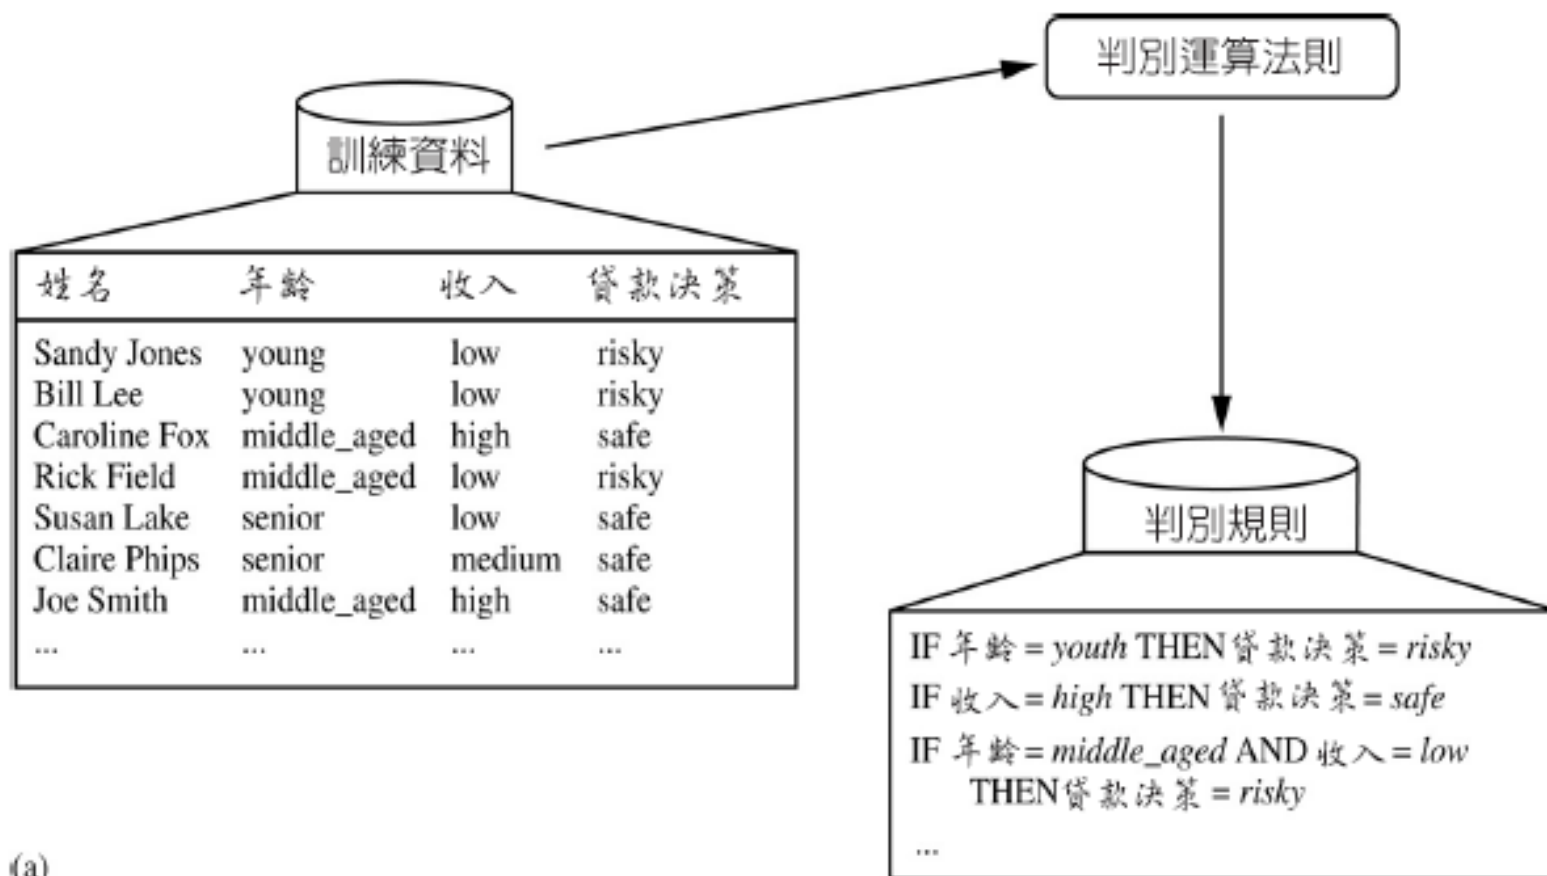 判別運算法則
訓練資料
姓名 年齡 收入 貸款決策
Sandy Jones young low risky
Bill Lee young low risky
Caroline Fox middle_aged high safe
Rick Field middle_aged low risky
Susan Lake senior low safe
Claire Phips senior medium safe
Joe Smith middle_aged high safe
... ... ... ...
判別規則
IF 年齡 = youth THEN 貸款決策 = risky
IF 收入 = high THEN 貸款決策 = safe
IF 年齡 = middle_aged AND 收入 = low
THEN 貸款決策 = risky
...
(a)